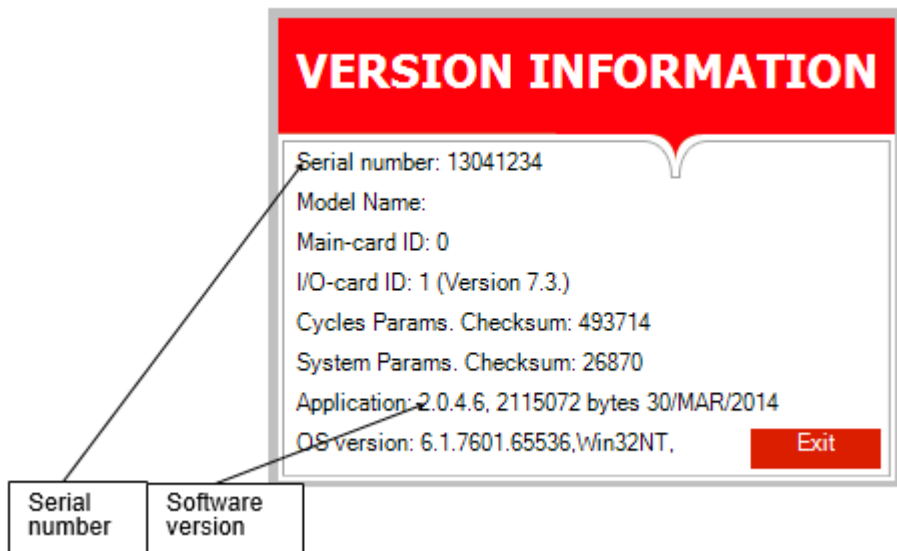 VERSION INFORMATION
Serial number: 13041234
Model Name:
Main-card ID: 0
I/O-card ID: 1 (Version 7.3.)
Cycles Params. Checksum: 493714
System Params. Checksum: 26870
Application: 2.0.4.6, 2115072 bytes 30/MAR/2014
OS version: 6.1.7601.65536,Win32NT,
Exit
Serial
number
Software
version